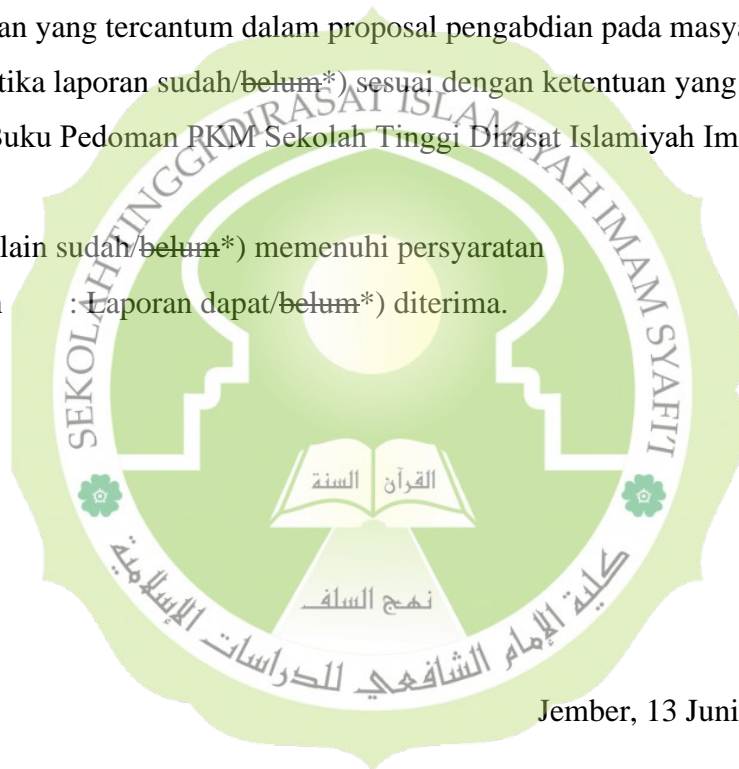 an yang tercantum dalam proposal pengabdian pada masya
tika laporan sudah/belum*) sesuai dengan ketentuan yang
Buku Pedoman PKM Sekolah Tinggi Dirasat Islamiyah Im
lain sudah/belum*) memenuhi persyaratan
: Laporan dapat/belum*) diterima.
SEKOLAH TINGGI DIRASAT ISLAMIYAH IMAM SYAFI'I
القرآن
السنة
نهج السلف
كلية الإمام الشافعي للدراسات الإسلامية
Jember, 13 Juni